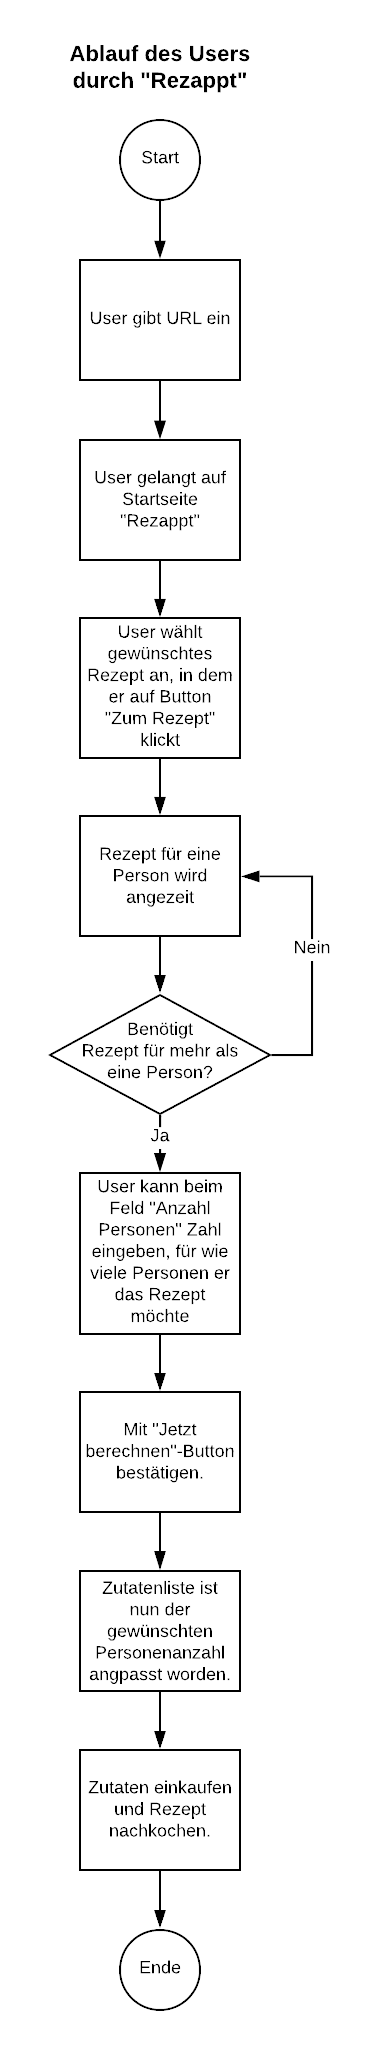 Ablauf des Users
durch "Rezappt"
Start
User gibt URL ein
User gelangt auf
Startseite
"Rezappt"
User wählt
gewünschtes
Rezept an, in dem
er auf Button
"Zum Rezept"
klickt
Rezept für eine
Person wird
angezeit
Nein
Benötigt
Rezept für mehr als
eine Person?
Ja
User kann beim
Feld "Anzahl
Personen" Zahl
eingeben, für wie
viele Personen er
das Rezept
möchte
Mit "Jetzt
berechnen"-Button
bestätigen.
Zutatenliste ist
nun der
gewünschten
Personenanzahl
angpasst worden.
Zutaten einkaufen
und Rezept
nachkochen.
Ende